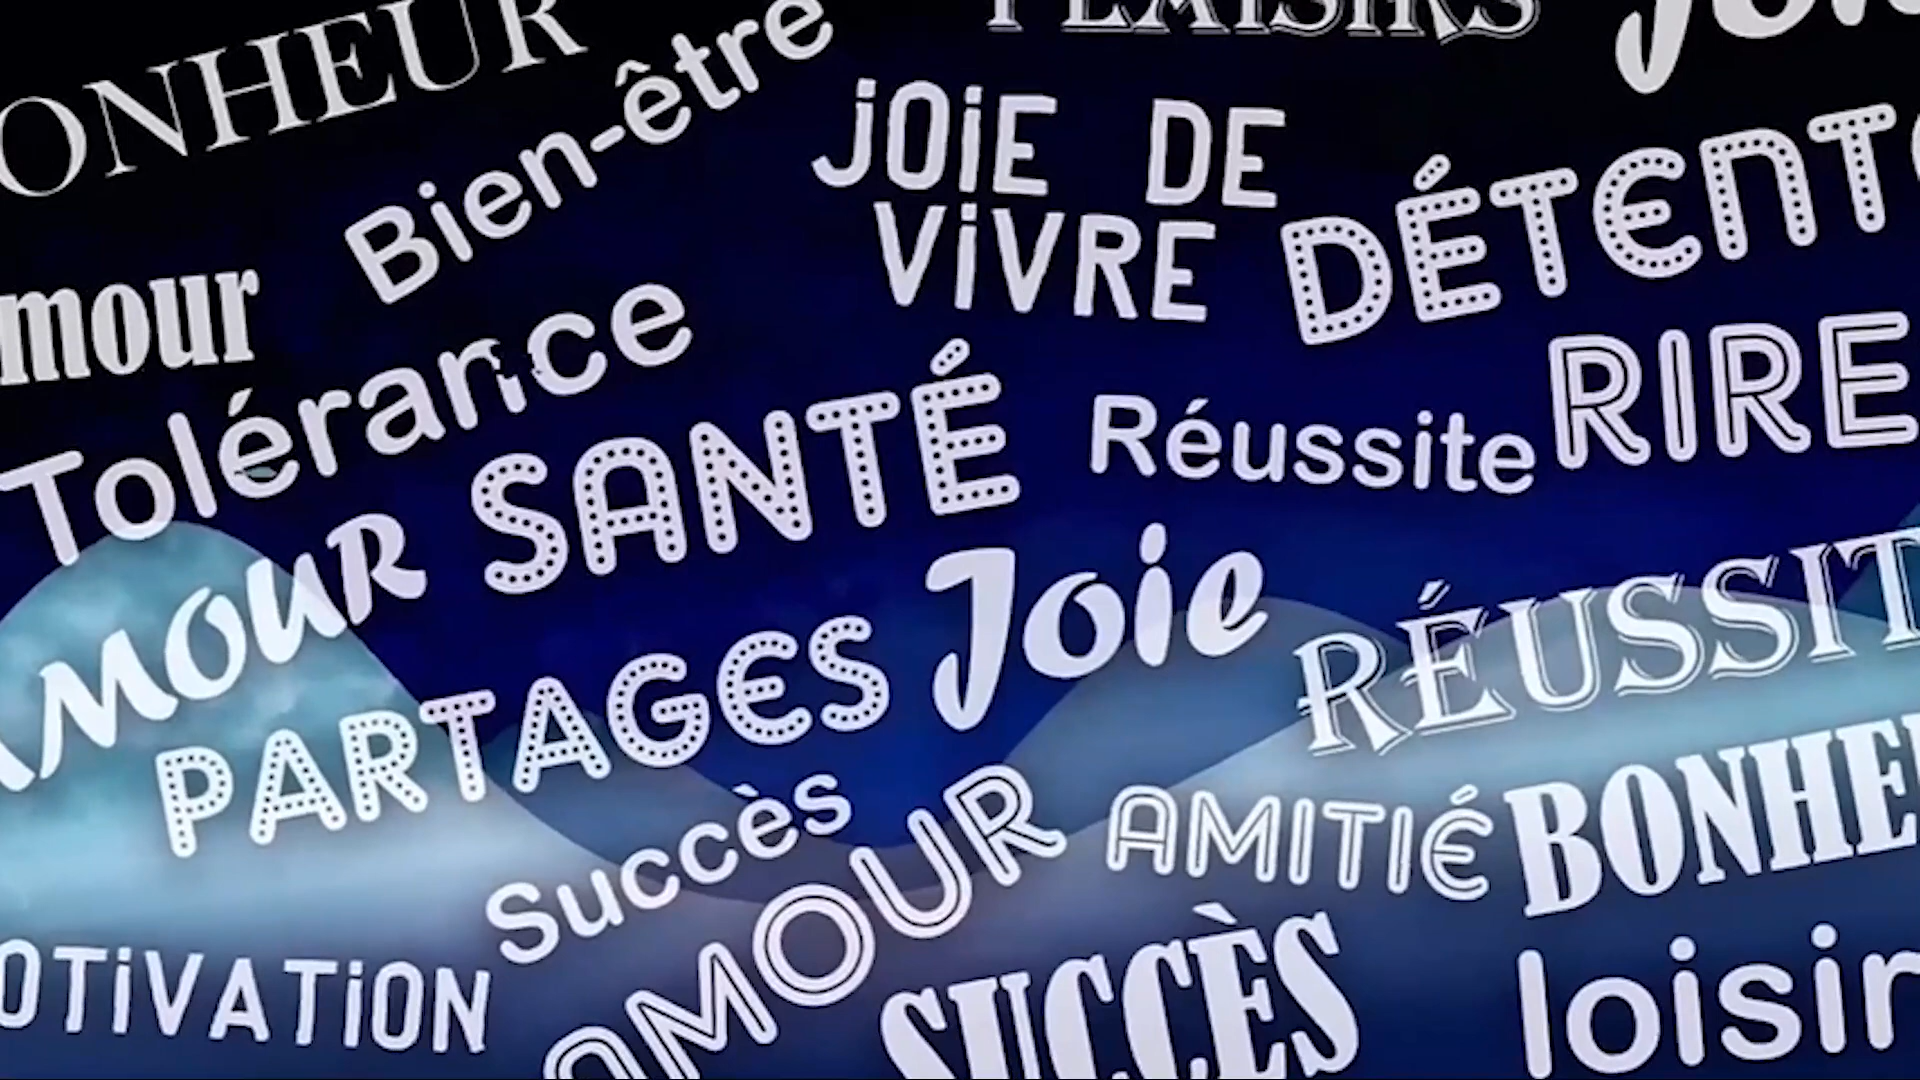 ONHEUR
Bien-être
PLAISIRS
JOIE DE
VIVRE
DÉTENT
mour
Tolérance
SANTÉ
Réussite
RIRE
AMOUR
PARTAGES
Joie
RÉUSSIT
Succès
AMOUR
AMITIÉ
BONHE
OTIVATION
SUCCÈS
loisir